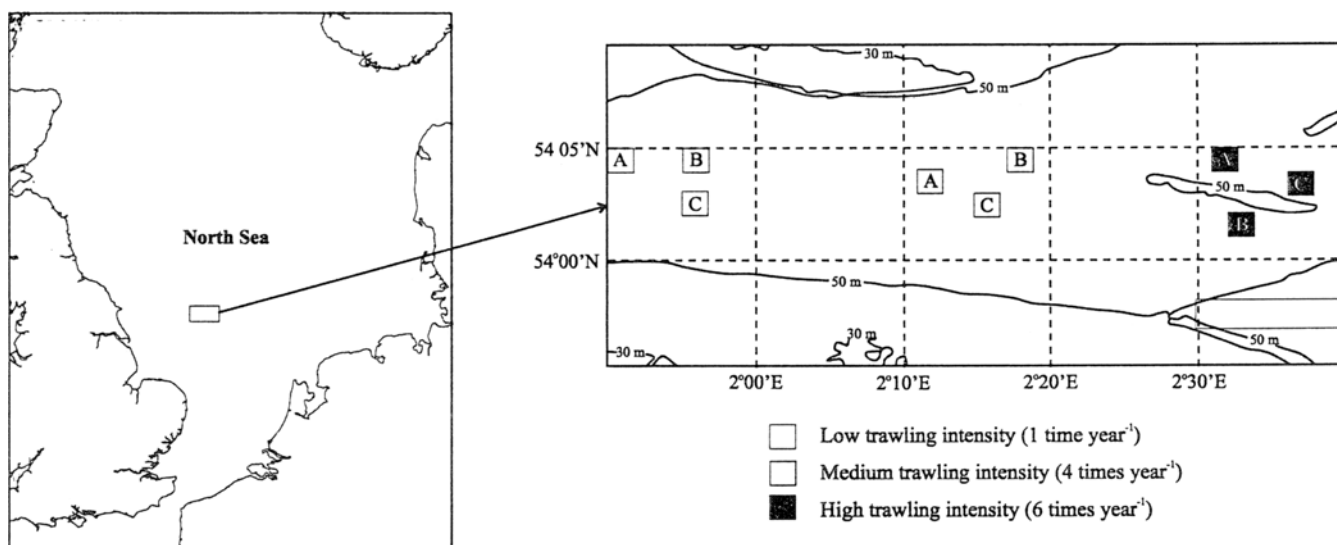 North Sea
30 m
50 m
54 05'N
A
B
A
B
C
C
A
C
B
50 m
54°00'N
50 m
30 m
30 m
50 m
2°00'E
2°10'E
2°20'E
2°30'E
Low trawling intensity (1 time year⁻¹)
Medium trawling intensity (4 times year⁻¹)
High trawling intensity (6 times year⁻¹)